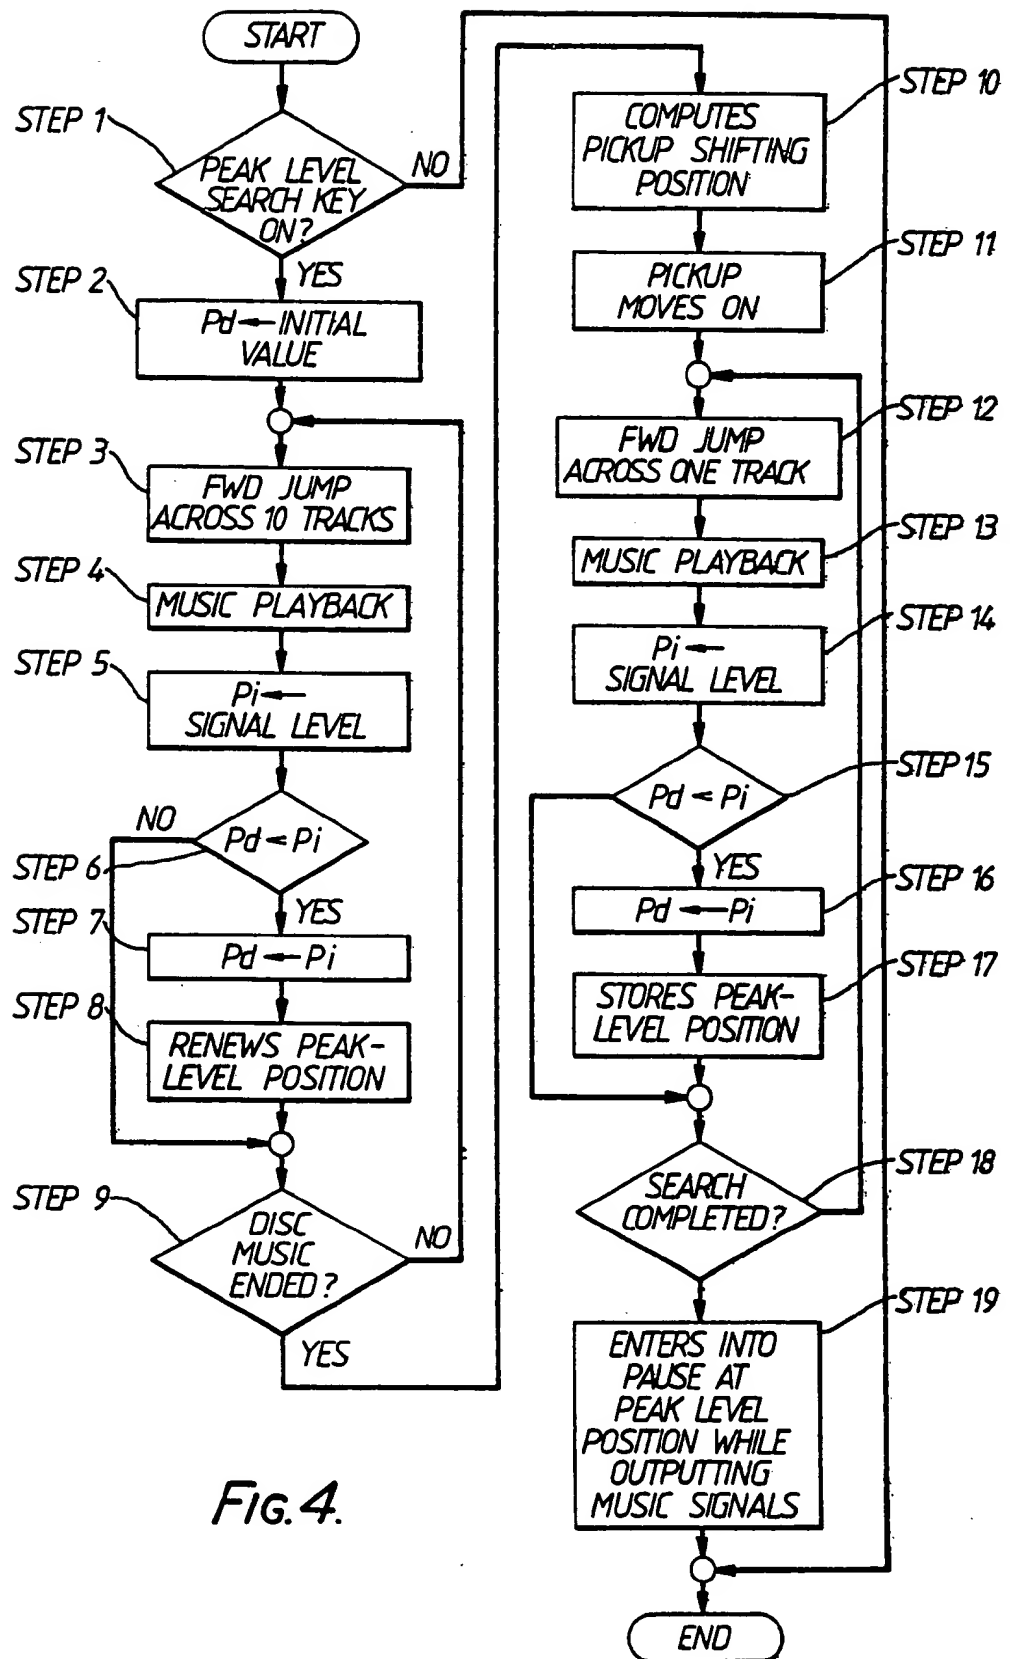 START
STEP 1
PEAK LEVEL
SEARCH KEY
ON?
NO
YES
STEP 2
Pd ← INITIAL
VALUE
STEP 3
FWD JUMP
ACROSS 10 TRACKS
STEP 4
MUSIC PLAYBACK
STEP 5
Pi ←
SIGNAL LEVEL
NO
Pd < Pi
STEP 6
YES
STEP 7
Pd ← Pi
STEP 8
RENEWS PEAK-
LEVEL POSITION
STEP 9
DISC
MUSIC
ENDED?
NO
YES
STEP 10
COMPUTES
PICKUP SHIFTING
POSITION
STEP 11
PICKUP
MOVES ON
STEP 12
FWD JUMP
ACROSS ONE TRACK
STEP 13
MUSIC PLAYBACK
STEP 14
Pi ←
SIGNAL LEVEL
STEP 15
Pd < Pi
YES
STEP 16
Pd ← Pi
STEP 17
STORES PEAK-
LEVEL POSITION
STEP 18
SEARCH
COMPLETED?
STEP 19
ENTERS INTO
PAUSE AT
PEAK LEVEL
POSITION WHILE
OUTPUTTING
MUSIC SIGNALS
END
FIG. 4.